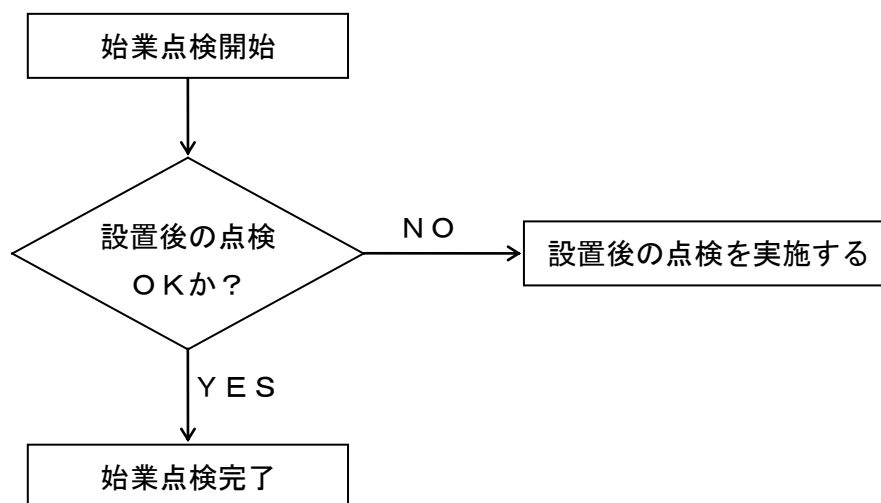 始業点検開始
設置後の点検
ＯＫか？
ＮＯ
設置後の点検を実施する
ＹＥＳ
始業点検完了